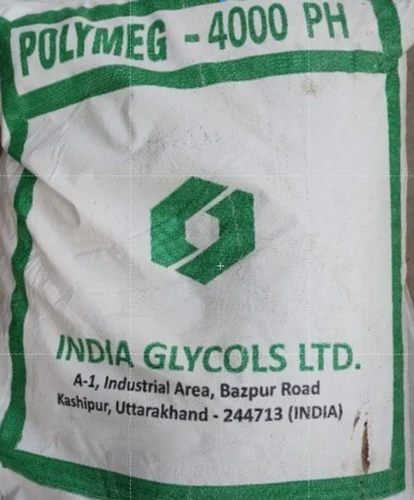 POLYMEG - 4000 PH
INDIA GLYCOLS LTD.
A-1, Industrial Area, Bazpur Road
Kashipur, Uttarakhand - 244713 (INDIA)